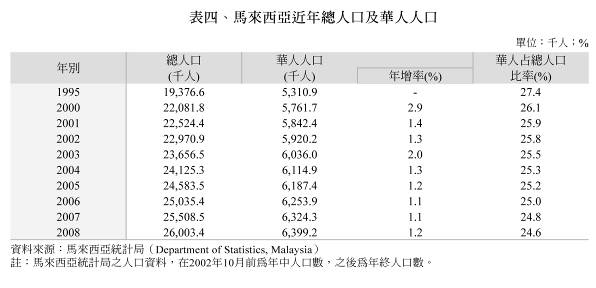 表四、馬來西亞近年總人口及華人人口
單位：千人；%
年別 總人口 (千人) 華人人口 (千人) 年增率(%) 華人占總人口 比率(%)
1995 19,376.6 5,310.9 - 27.4
2000 22,081.8 5,761.7 2.9 26.1
2001 22,524.4 5,842.4 1.4 25.9
2002 22,970.9 5,920.2 1.3 25.8
2003 23,656.5 6,036.0 2.0 25.5
2004 24,125.3 6,114.9 1.3 25.3
2005 24,583.5 6,187.4 1.2 25.2
2006 25,035.4 6,253.9 1.1 25.0
2007 25,508.5 6,324.3 1.1 24.8
2008 26,003.4 6,399.2 1.2 24.6
資料來源：馬來西亞統計局（Department of Statistics, Malaysia）
註：馬來西亞統計局之人口資料，在2002年10月前爲年中人口數，之後爲年終人口數。